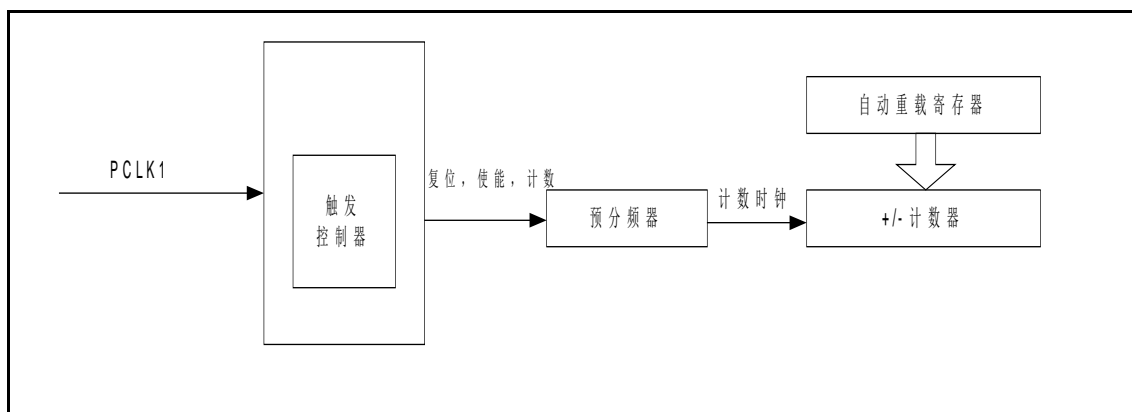 PCLK1
触发
控制器
复位，使能，计数
预分频器
计数时钟
自动重载寄存器
+/-计数器